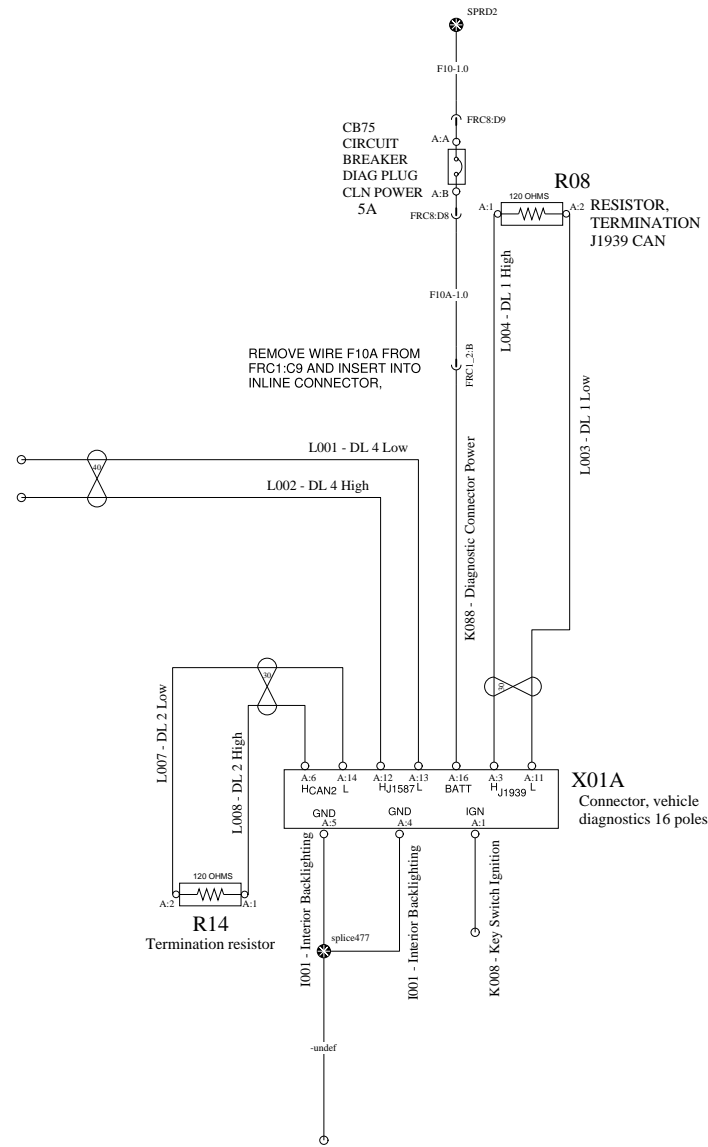 SPRD2
F10-1.0
FRC8:D9
CB75
CIRCUIT
BREAKER
DIAG PLUG
CLN POWER
5A
A:A
A:B
FRC8:D8
R08
120 OHMS
A:1
A:2
RESISTOR,
TERMINATION
J1939 CAN
L004 - DL 1 High
L003 - DL 1 Low
F10A-1.0
FRC1_2:B
REMOVE WIRE F10A FROM
FRC1:C9 AND INSERT INTO
INLINE CONNECTOR,
L001 - DL 4 Low
40
L002 - DL 4 High
K088 - Diagnostic Connector Power
30
30
L007 - DL 2 Low
L008 - DL 2 High
A:6
A:14
A:12
A:13
A:16
A:3
A:11
H CAN2 L
H J1587 L
BATT
H J1939 L
GND
A:5
GND
A:4
IGN
A:1
X01A
Connector, vehicle
diagnostics 16 poles
120 OHMS
A:2
A:1
R14
Termination resistor
I001 - Interior Backlighting
I001 - Interior Backlighting
K008 - Key Switch Ignition
splice477
-undef